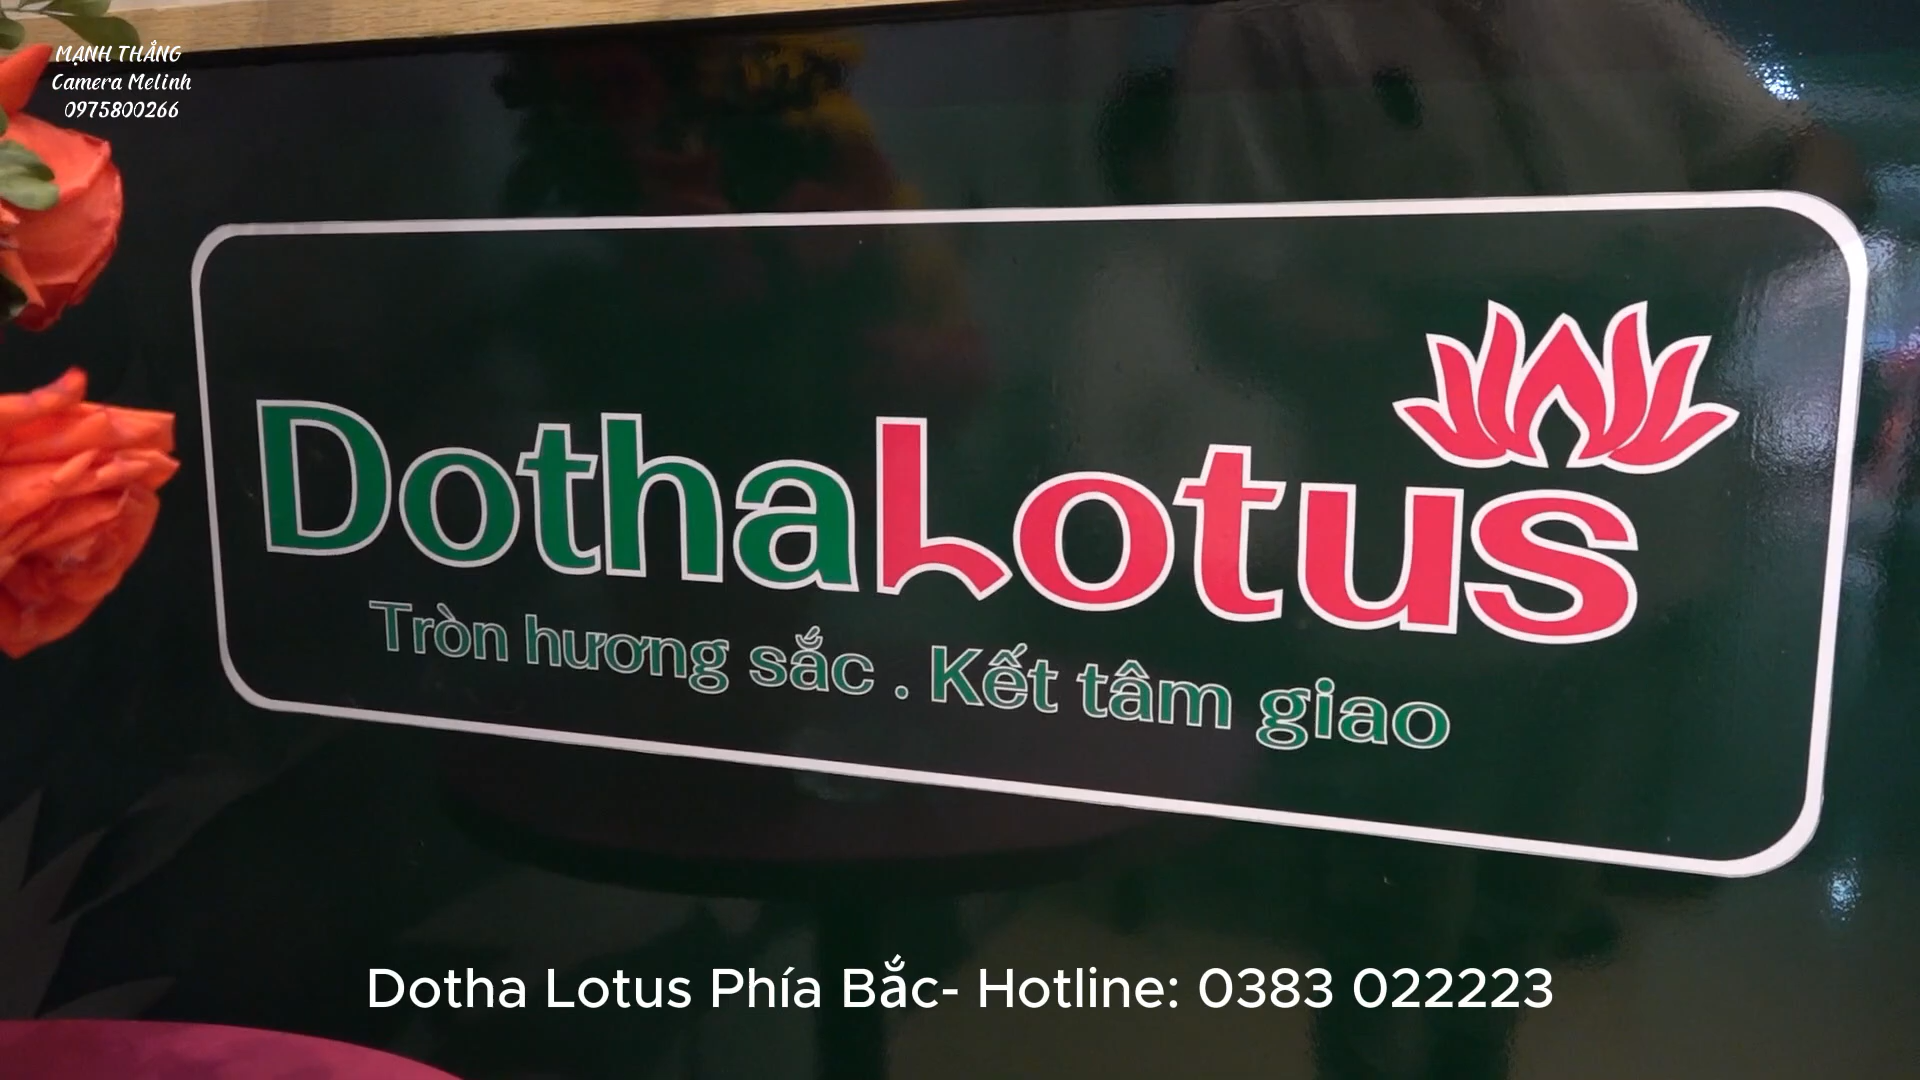 MẠNH THẮNG
Camera Melinh
0975800266
DothaLotus
Tròn hương sắc . Kết tâm giao
Dotha Lotus Phía Bắc- Hotline: 0383 022223